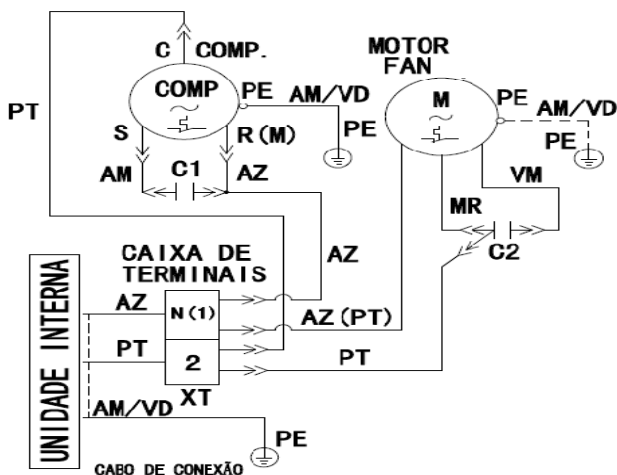 C COMP.
MOTOR
FAN
COMP
PE
AM/VD
M
PE
AM/VD
PT
S
R(M)
PE
PE
AM
C1
AZ
VM
MR
C2
CAIXA DE
TERMINAIS
AZ
AZ
N(1)
AZ(PT)
PT
2
PT
XT
AM/VD
PE
UNIDADE INTERNA
CABO DE CONEXÃO